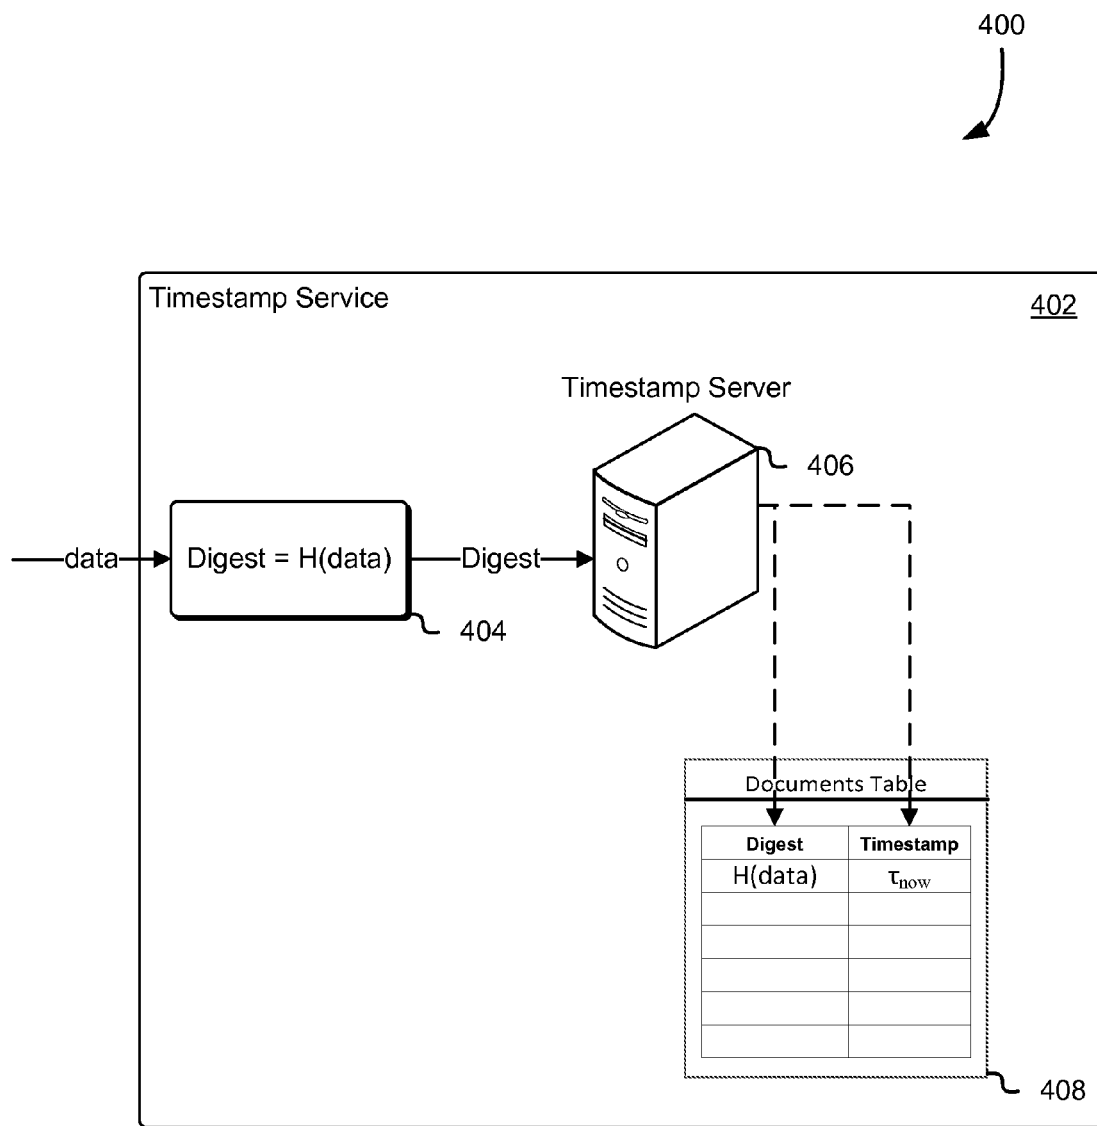 400
Timestamp Service
402
Timestamp Server
406
data
Digest = H(data)
Digest
404
Documents Table
Digest Timestamp
H(data) τnow
408